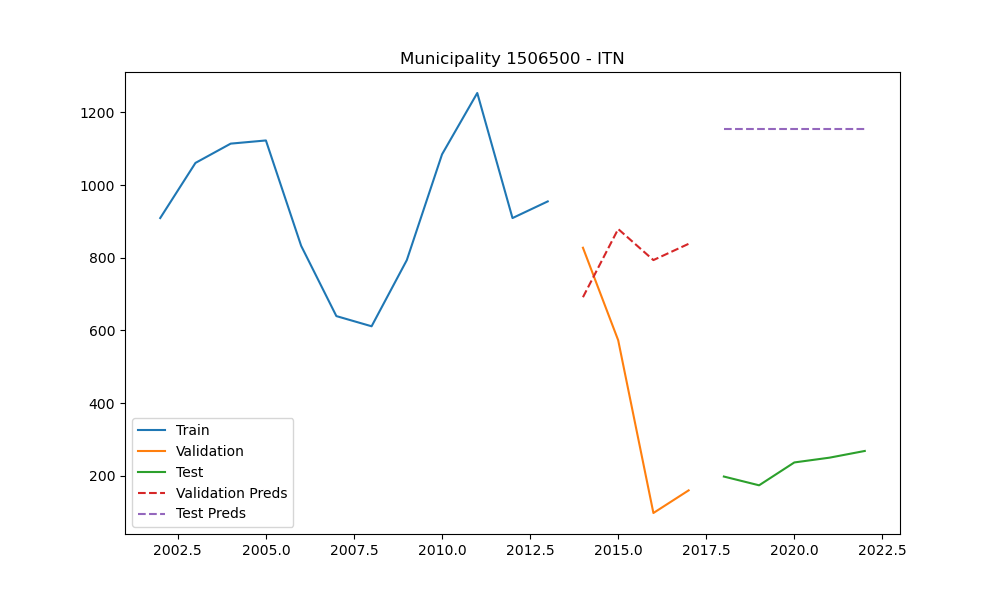 Municipality 1506500 - ITN
1200
1000
800
600
400
200
Train
Validation
Test
Validation Preds
Test Preds
2002.5 2005.0 2007.5 2010.0 2012.5 2015.0 2017.5 2020.0 2022.5